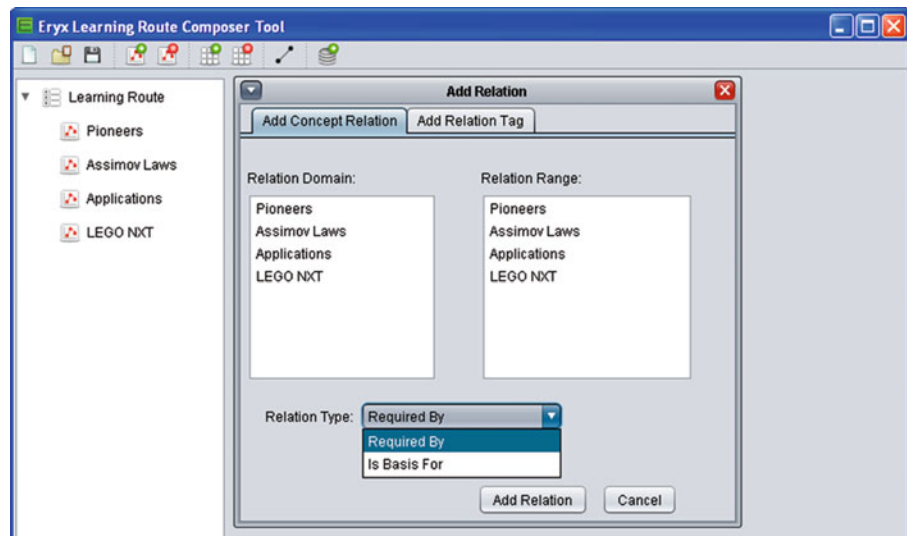 Eryx Learning Route Composer Tool
Learning Route
Pioneers
Assimov Laws
Applications
LEGO NXT
Add Relation
Add Concept Relation
Add Relation Tag
Relation Domain:
Relation Range:
Pioneers
Assimov Laws
Applications
LEGO NXT
Pioneers
Assimov Laws
Applications
LEGO NXT
Relation Type:
Required By
Required By
Is Basis For
Add Relation
Cancel